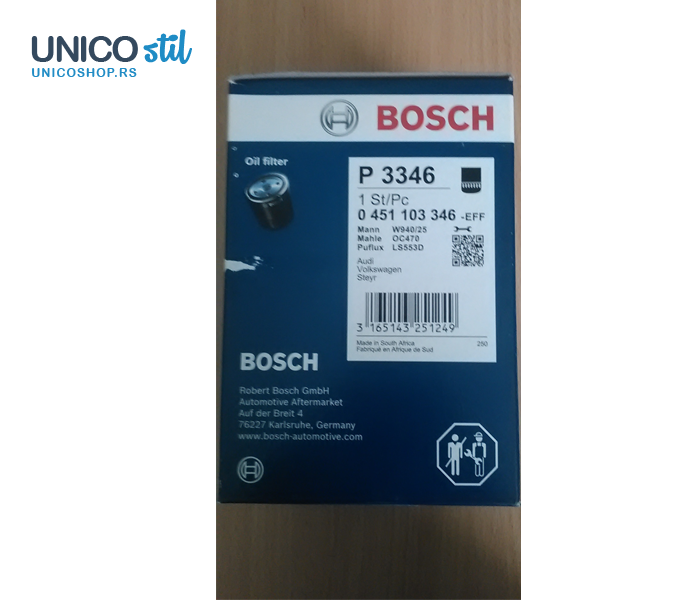 UNICO stil
UNICOSHOP.RS
BOSCH
Oil filter
P 3346
1 St/Pc
0 451 103 346 -EFF
Mann W940/25
Mahle OC470
Puflux LS553D
Audi
Volkswagen
Steyr
3 165143 251249
Made in South Africa 250
Fabriqué en Afrique de Sud
BOSCH
Robert Bosch GmbH
Automotive Aftermarket
Auf der Breit 4
76227 Karlsruhe, Germany
www.bosch-automotive.com